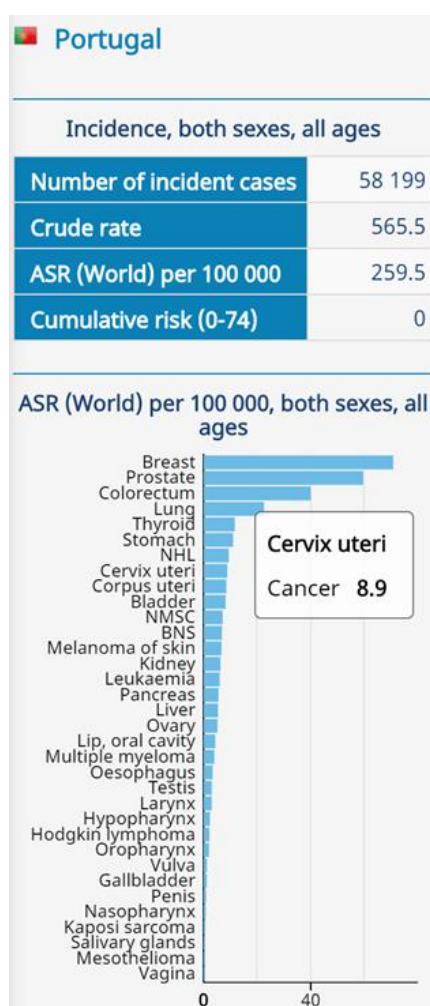 Portugal
Incidence, both sexes, all ages
Number of incident cases 58 199
Crude rate 565.5
ASR (World) per 100 000 259.5
Cumulative risk (0-74) 0
ASR (World) per 100 000, both sexes, all
ages
Breast
Prostate
Colorectum
Lung
Thyroid
Stomach
NHL
Cervix uteri
Corpus uteri
Bladder
NMSC
BNS
Melanoma of skin
Kidney
Leukaemia
Pancreas
Liver
Ovary
Lip, oral cavity
Multiple myeloma
Oesophagus
Testis
Larynx
Hypopharynx
Hodgkin lymphoma
Oropharynx
Vulva
Gallbladder
Penis
Nasopharynx
Kaposi sarcoma
Salivary glands
Mesothelioma
Vagina
Cervix uteri
Cancer 8.9
0 40